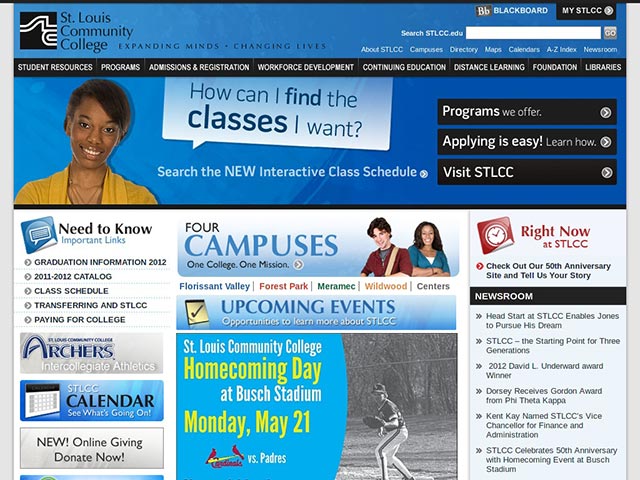 St. Louis
Community
College
EXPANDING MINDS • CHANGING LIVES
Bb BLACKBOARD
MY STLCC
Search STLCC.edu
GO
About STLCC Campuses Directory Maps Calendars A-Z Index Newsroom
STUDENT RESOURCES PROGRAMS ADMISSIONS & REGISTRATION WORKFORCE DEVELOPMENT CONTINUING EDUCATION DISTANCE LEARNING FOUNDATION LIBRARIES
How can I find the
classes I want?
Search the NEW Interactive Class Schedule
Programs we offer.
Applying is easy! Learn how.
Visit STLCC
Need to Know
Important Links
GRADUATION INFORMATION 2012
2011-2012 CATALOG
CLASS SCHEDULE
TRANSFERRING AND STLCC
PAYING FOR COLLEGE
ST. LOUIS COMMUNITY COLLEGE
ARCHERS
Intercollegiate Athletics
STLCC
CALENDAR
See What's Going On!
NEW! Online Giving
Donate Now!
FOUR
CAMPUSES
One College. One Mission.
Florissant Valley | Forest Park | Meramec | Wildwood | Centers
UPCOMING EVENTS
Opportunities to learn more about STLCC
St. Louis Community College
Homecoming Day
at Busch Stadium
Monday, May 21
Cardinals
vs. Padres
Right Now
at STLCC
Check Out Our 50th Anniversary
Site and Tell Us Your Story
NEWSROOM
Head Start at STLCC Enables Jones
to Pursue His Dream
STLCC – the Starting Point for Three
Generations
2012 David L. Underward award
Winner
Dorsey Receives Gordon Award
from Phi Theta Kappa
Kent Kay Named STLCC's Vice
Chancellor for Finance and
Administration
STLCC Celebrates 50th Anniversary
with Homecoming Event at Busch
Stadium